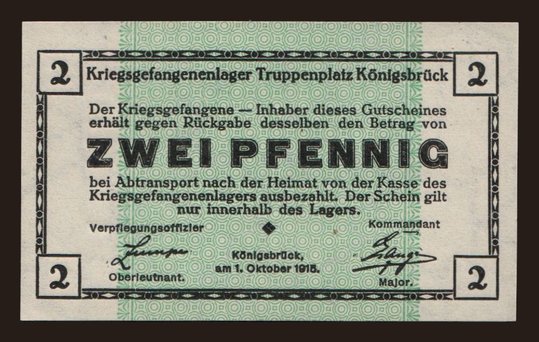 2 Kriegsgefangenenlager Truppenplatz Königsbrück 2
Der Kriegsgefangene — Inhaber dieses Gutscheines
erhält gegen Rückgabe desselben den Betrag von
ZWEI PFENNIG
bei Abtransport nach der Heimat von der Kasse des
Kriegsgefangenenlagers ausbezahlt. Der Schein gilt
nur innerhalb des Lagers.
Verpflegungsoffizier
Kommandant
Königsbrück,
am 1. Oktober 1915.
2 Oberleutnant.
Major. 2